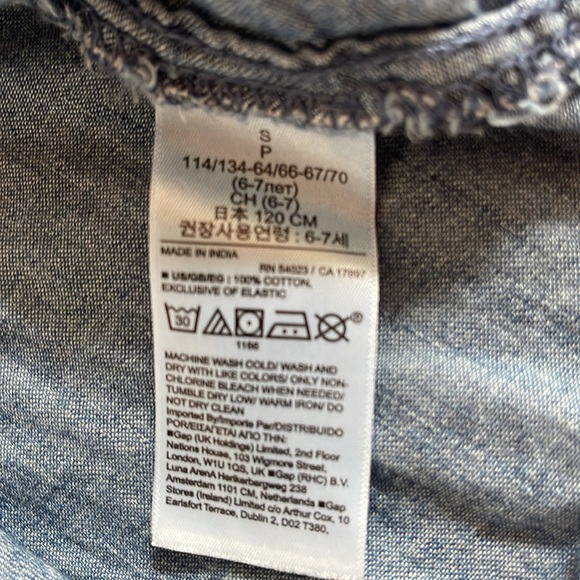 S
P
114/134-64/66-67/70
(6-7лет)
CH (6-7)
日本 120 CM
권장사용연령 : 6-7세
MADE IN INDIA
RN 54023 / CA 17897
■ US/GB/EG | 100% COTTON,
EXCLUSIVE OF ELASTIC
30
®
1166
MACHINE WASH COLD/ WASH AND
DRY WITH LIKE COLORS/ ONLY NON-
CHLORINE BLEACH WHEN NEEDED/
TUMBLE DRY LOW/ WARM IRON/ DO
NOT DRY CLEAN
Imported By/Importe Par/DISTRIBUIDO
POR/ΕΙΣΑΓΕΤΑΙ ΑΠΟ ΤΗΝ:
■Gap (UK Holdings) Limited, 2nd Floor
Nations House, 103 Wigmore Street,
London, W1U 1QS, UK ■Gap (RHC) B.V.
Luna ArenA Herikerbergweg 238
Amsterdam 1101 CM, Netherlands ■Gap
Stores (Ireland) Limited c/o Arthur Cox, 10
Earlsfort Terrace, Dublin 2, D02 T380,